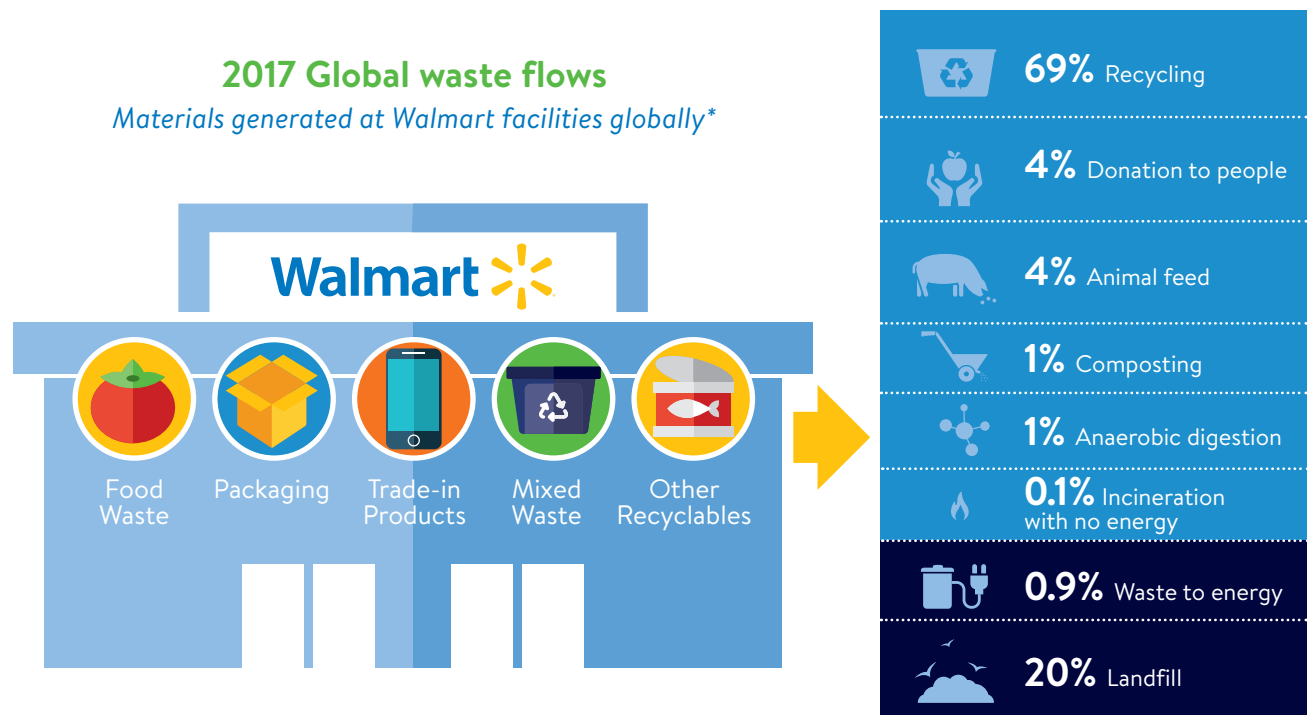 2017 Global waste flows
Materials generated at Walmart facilities globally*
Walmart
Food
Waste
Packaging
Trade-in
Products
Mixed
Waste
Other
Recyclables
69% Recycling
4% Donation to people
4% Animal feed
1% Composting
1% Anaerobic digestion
0.1% Incineration
with no energy
0.9% Waste to energy
20% Landfill